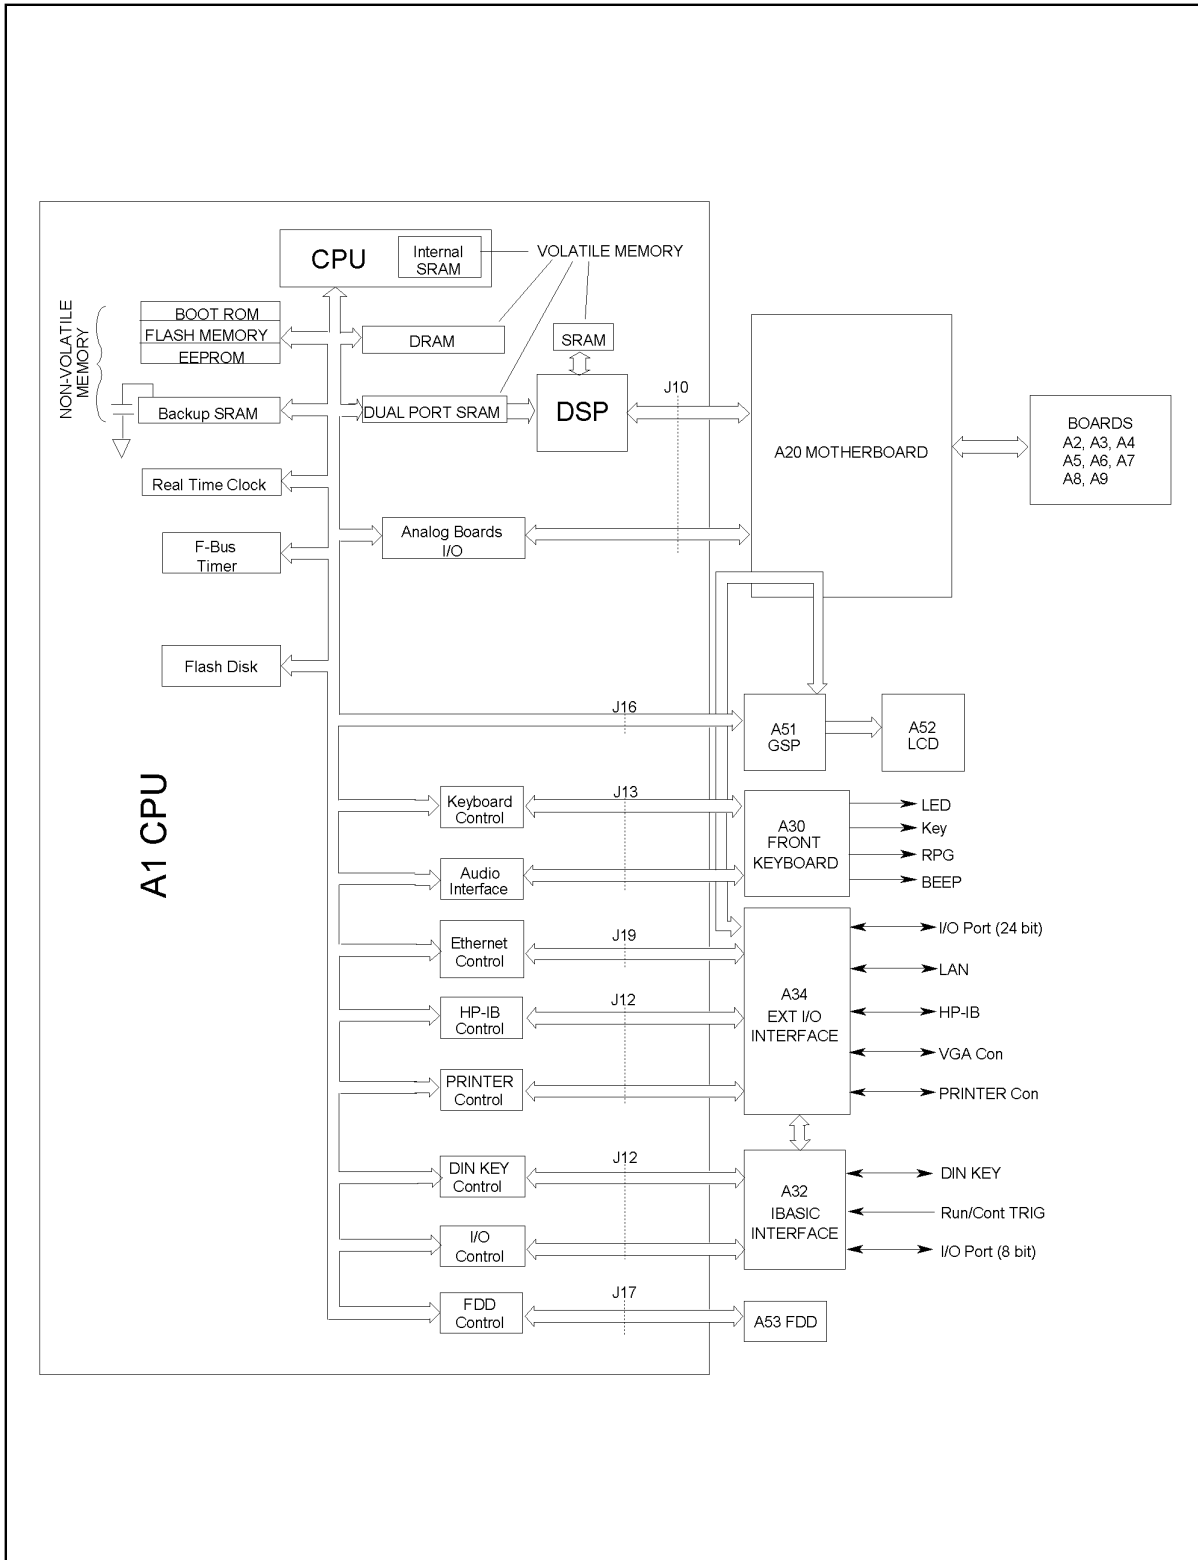 CPU
Internal
SRAM
VOLATILE MEMORY
NON-VOLATILE
MEMORY
BOOT ROM
FLASH MEMORY
EEPROM
DRAM
SRAM
Backup SRAM
DUAL PORT SRAM
DSP
J10
A20 MOTHERBOARD
BOARDS
A2, A3, A4
A5, A6, A7
A8, A9
Real Time Clock
Analog Boards
I/O
F-Bus
Timer
Flash Disk
J16
A51
GSP
A52
LCD
A1 CPU
Keyboard
Control
J13
A30
FRONT
KEYBOARD
LED
Key
RPG
BEEP
Audio
Interface
Ethernet
Control
J19
HP-IB
Control
J12
PRINTER
Control
A34
EXT I/O
INTERFACE
I/O Port (24 bit)
LAN
HP-IB
VGA Con
PRINTER Con
DIN KEY
Control
J12
I/O
Control
A32
IBASIC
INTERFACE
DIN KEY
Run/Cont TRIG
I/O Port (8 bit)
FDD
Control
J17
A53 FDD